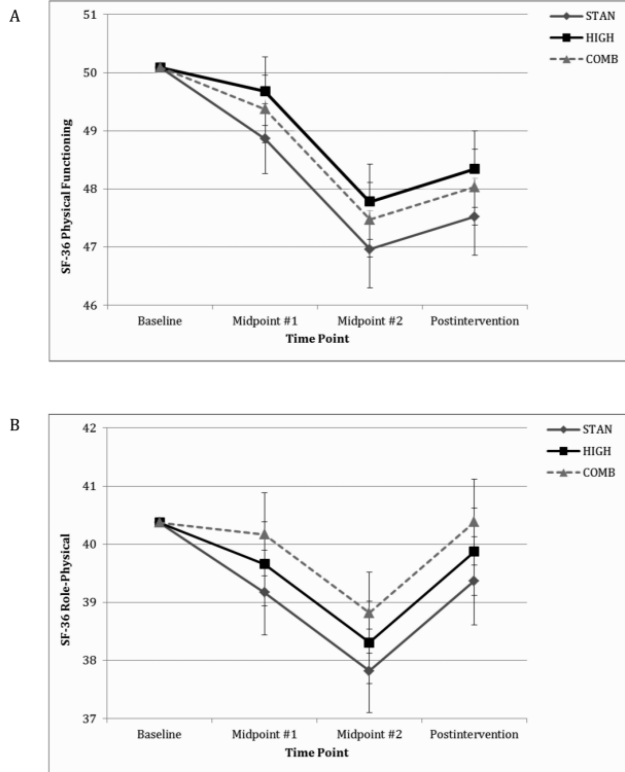 A
51
50
49
48
47
46
SF-36 Physical Functioning
Baseline
Midpoint #1
Midpoint #2
Postintervention
Time Point
STAN
HIGH
COMB
B
42
41
40
39
38
37
SF-36 Role-Physical
Baseline
Midpoint #1
Midpoint #2
Postintervention
Time Point
STAN
HIGH
COMB